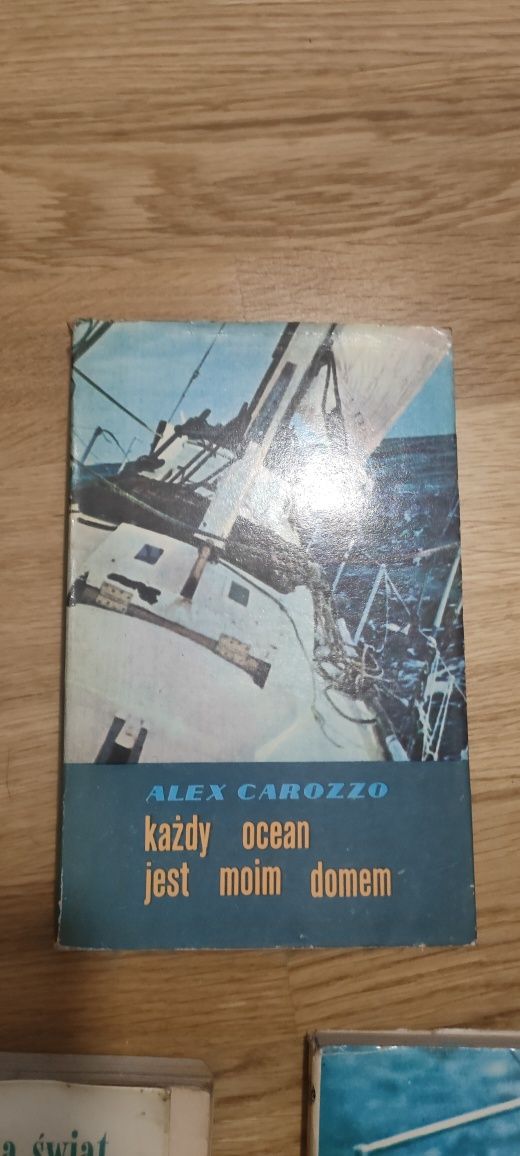 ALEX CAROZZO
każdy ocean
jest moim domem
a świat